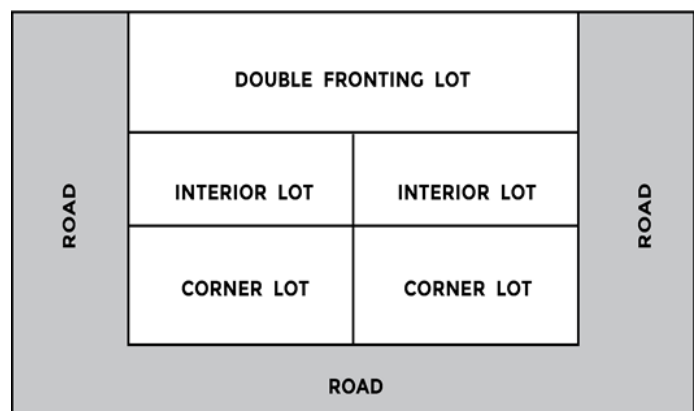 DOUBLE FRONTING LOT
INTERIOR LOT
INTERIOR LOT
ROAD
ROAD
CORNER LOT
CORNER LOT
ROAD